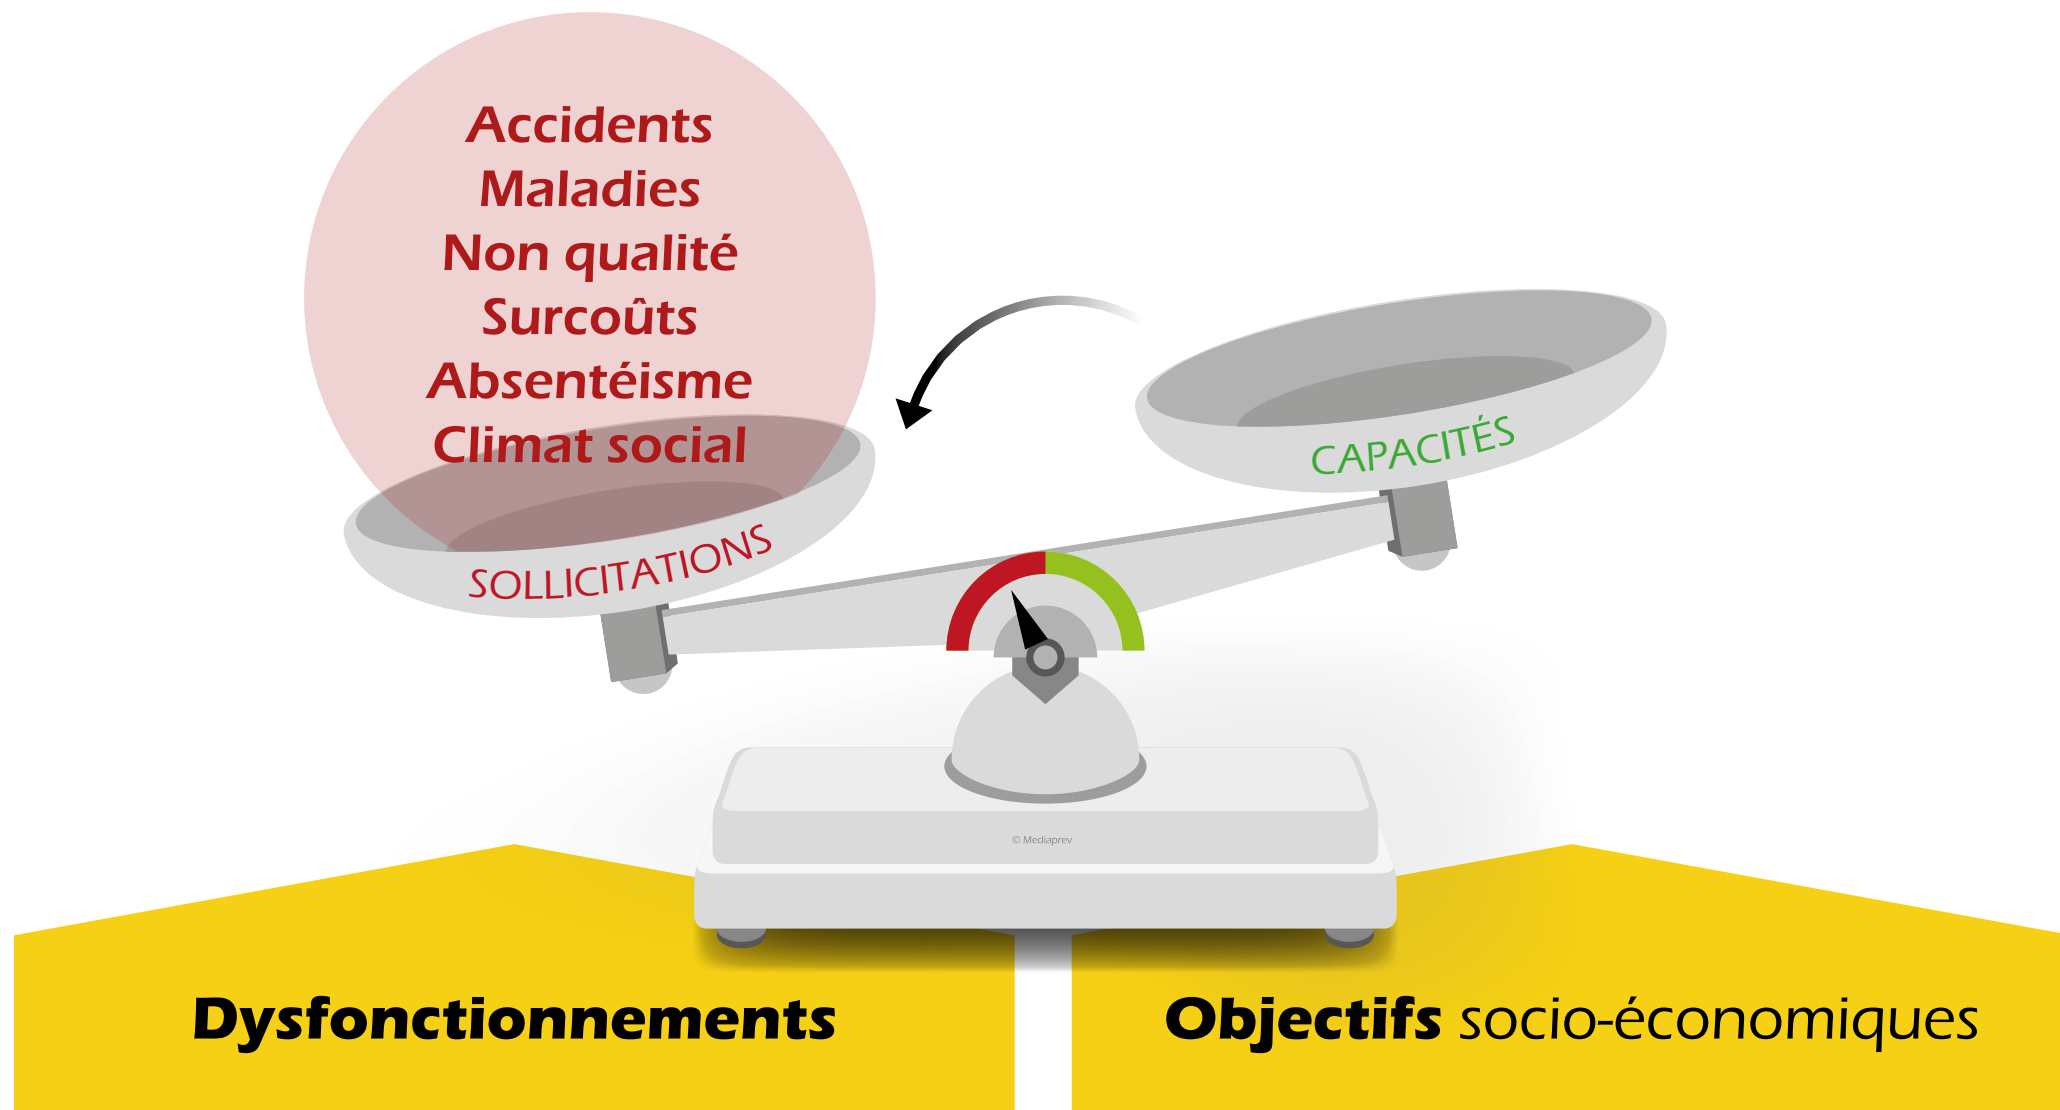 Accidents
Maladies
Non qualité
Surcoûts
Absentéisme
Climat social
SOLLICITATIONS
CAPACITÉS
© Mediaprev
Dysfonctionnements
Objectifs socio-économiques